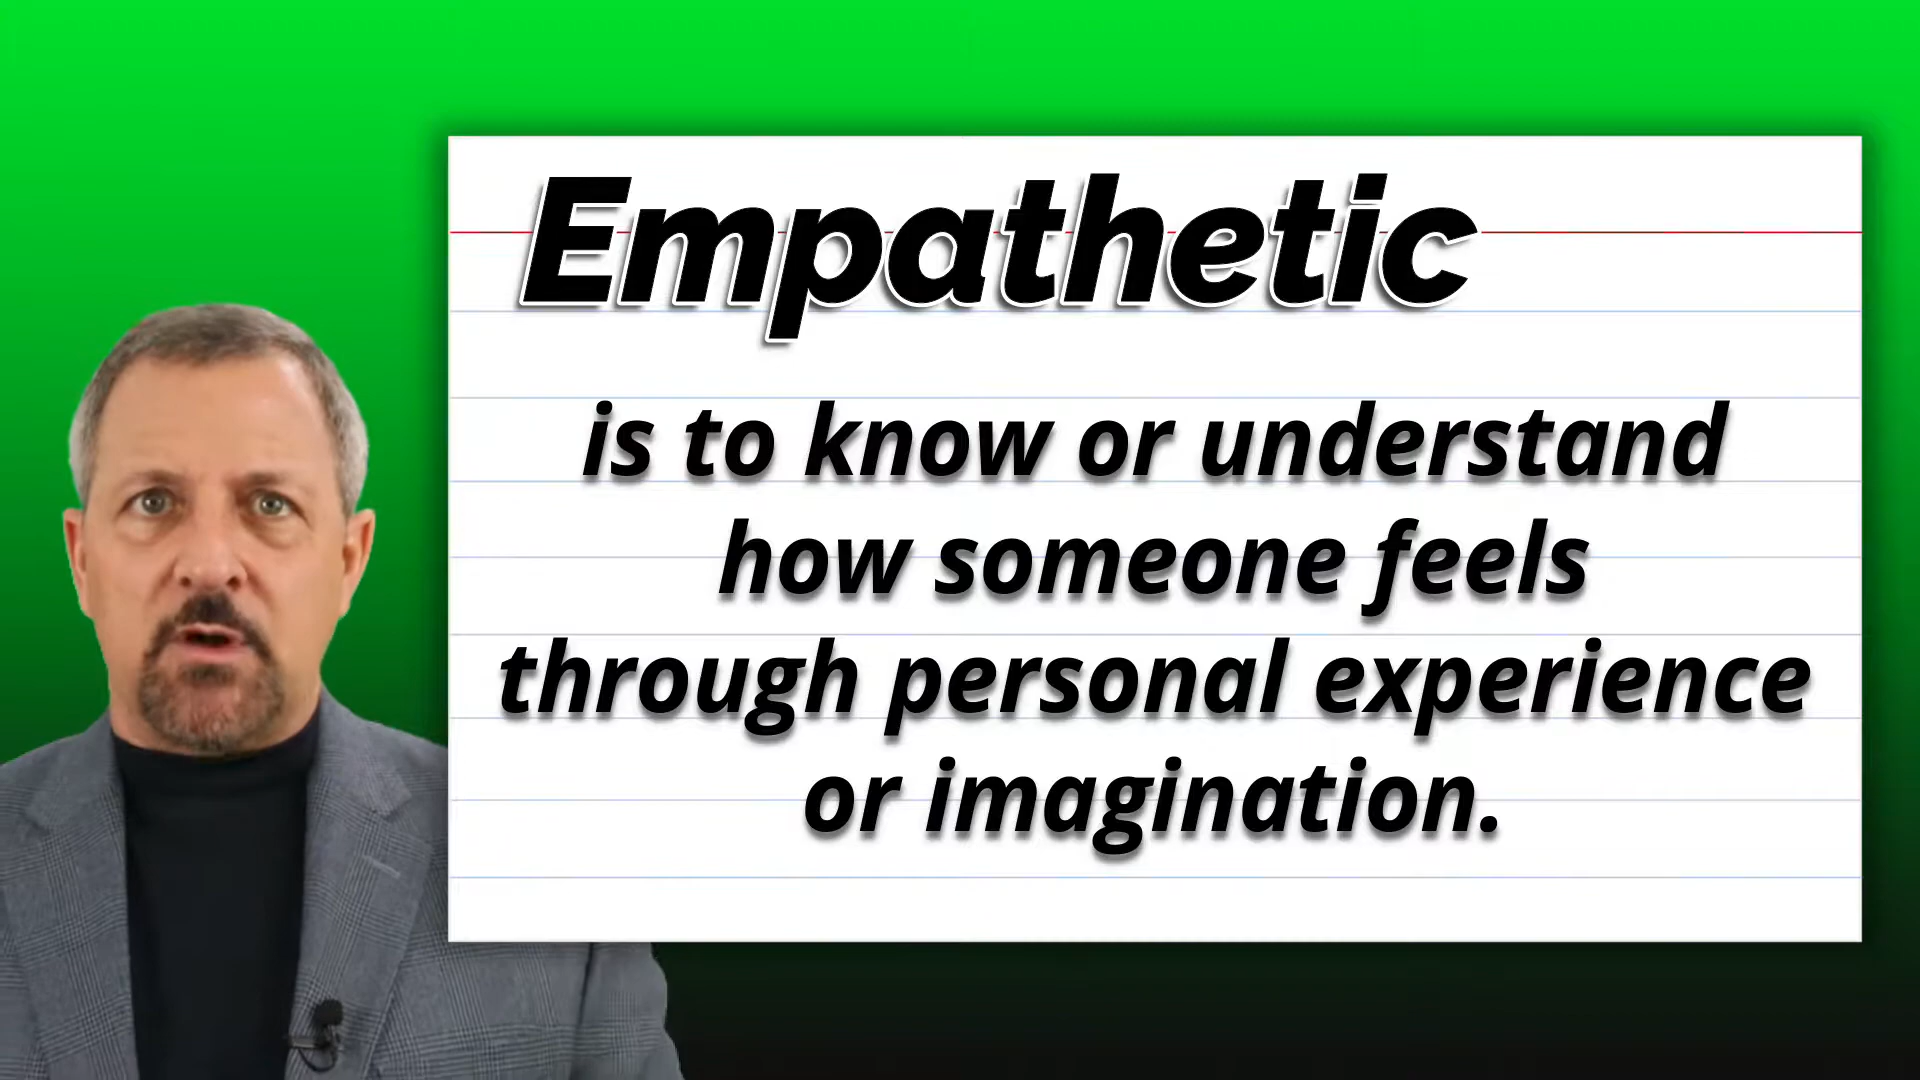 Empathetic
is to know or understand
how someone feels
through personal experience
or imagination.